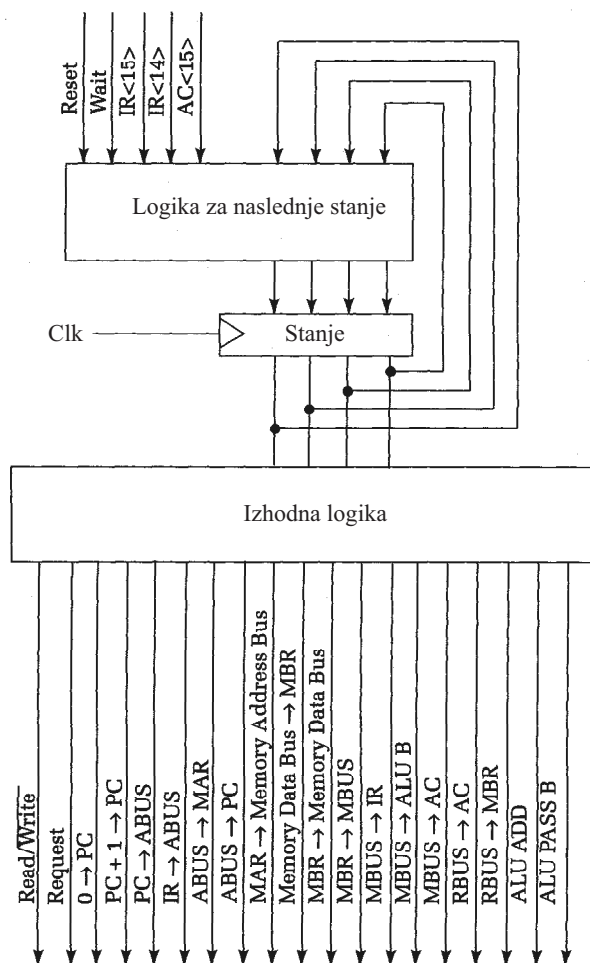 Reset
Wait
IR<15>
IR<14>
AC<15>
Logika za naslednje stanje
Clk
Stanje
Izhodna logika
Read/Write
Request
0 → PC
PC + 1 → PC
PC → ABUS
IR → ABUS
ABUS → MAR
ABUS → PC
MAR → Memory Address Bus
Memory Data Bus → MBR
MBR → Memory Data Bus
MBR → MBUS
MBUS → IR
MBUS → ALU B
MBUS → AC
RBUS → AC
RBUS → MBR
ALU ADD
ALU PASS B